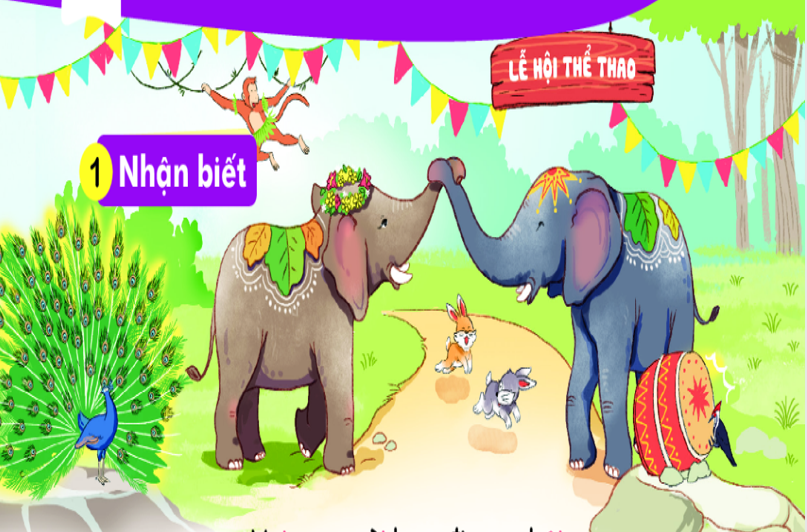 LỄ HỘI THỂ THAO
1 Nhận biết